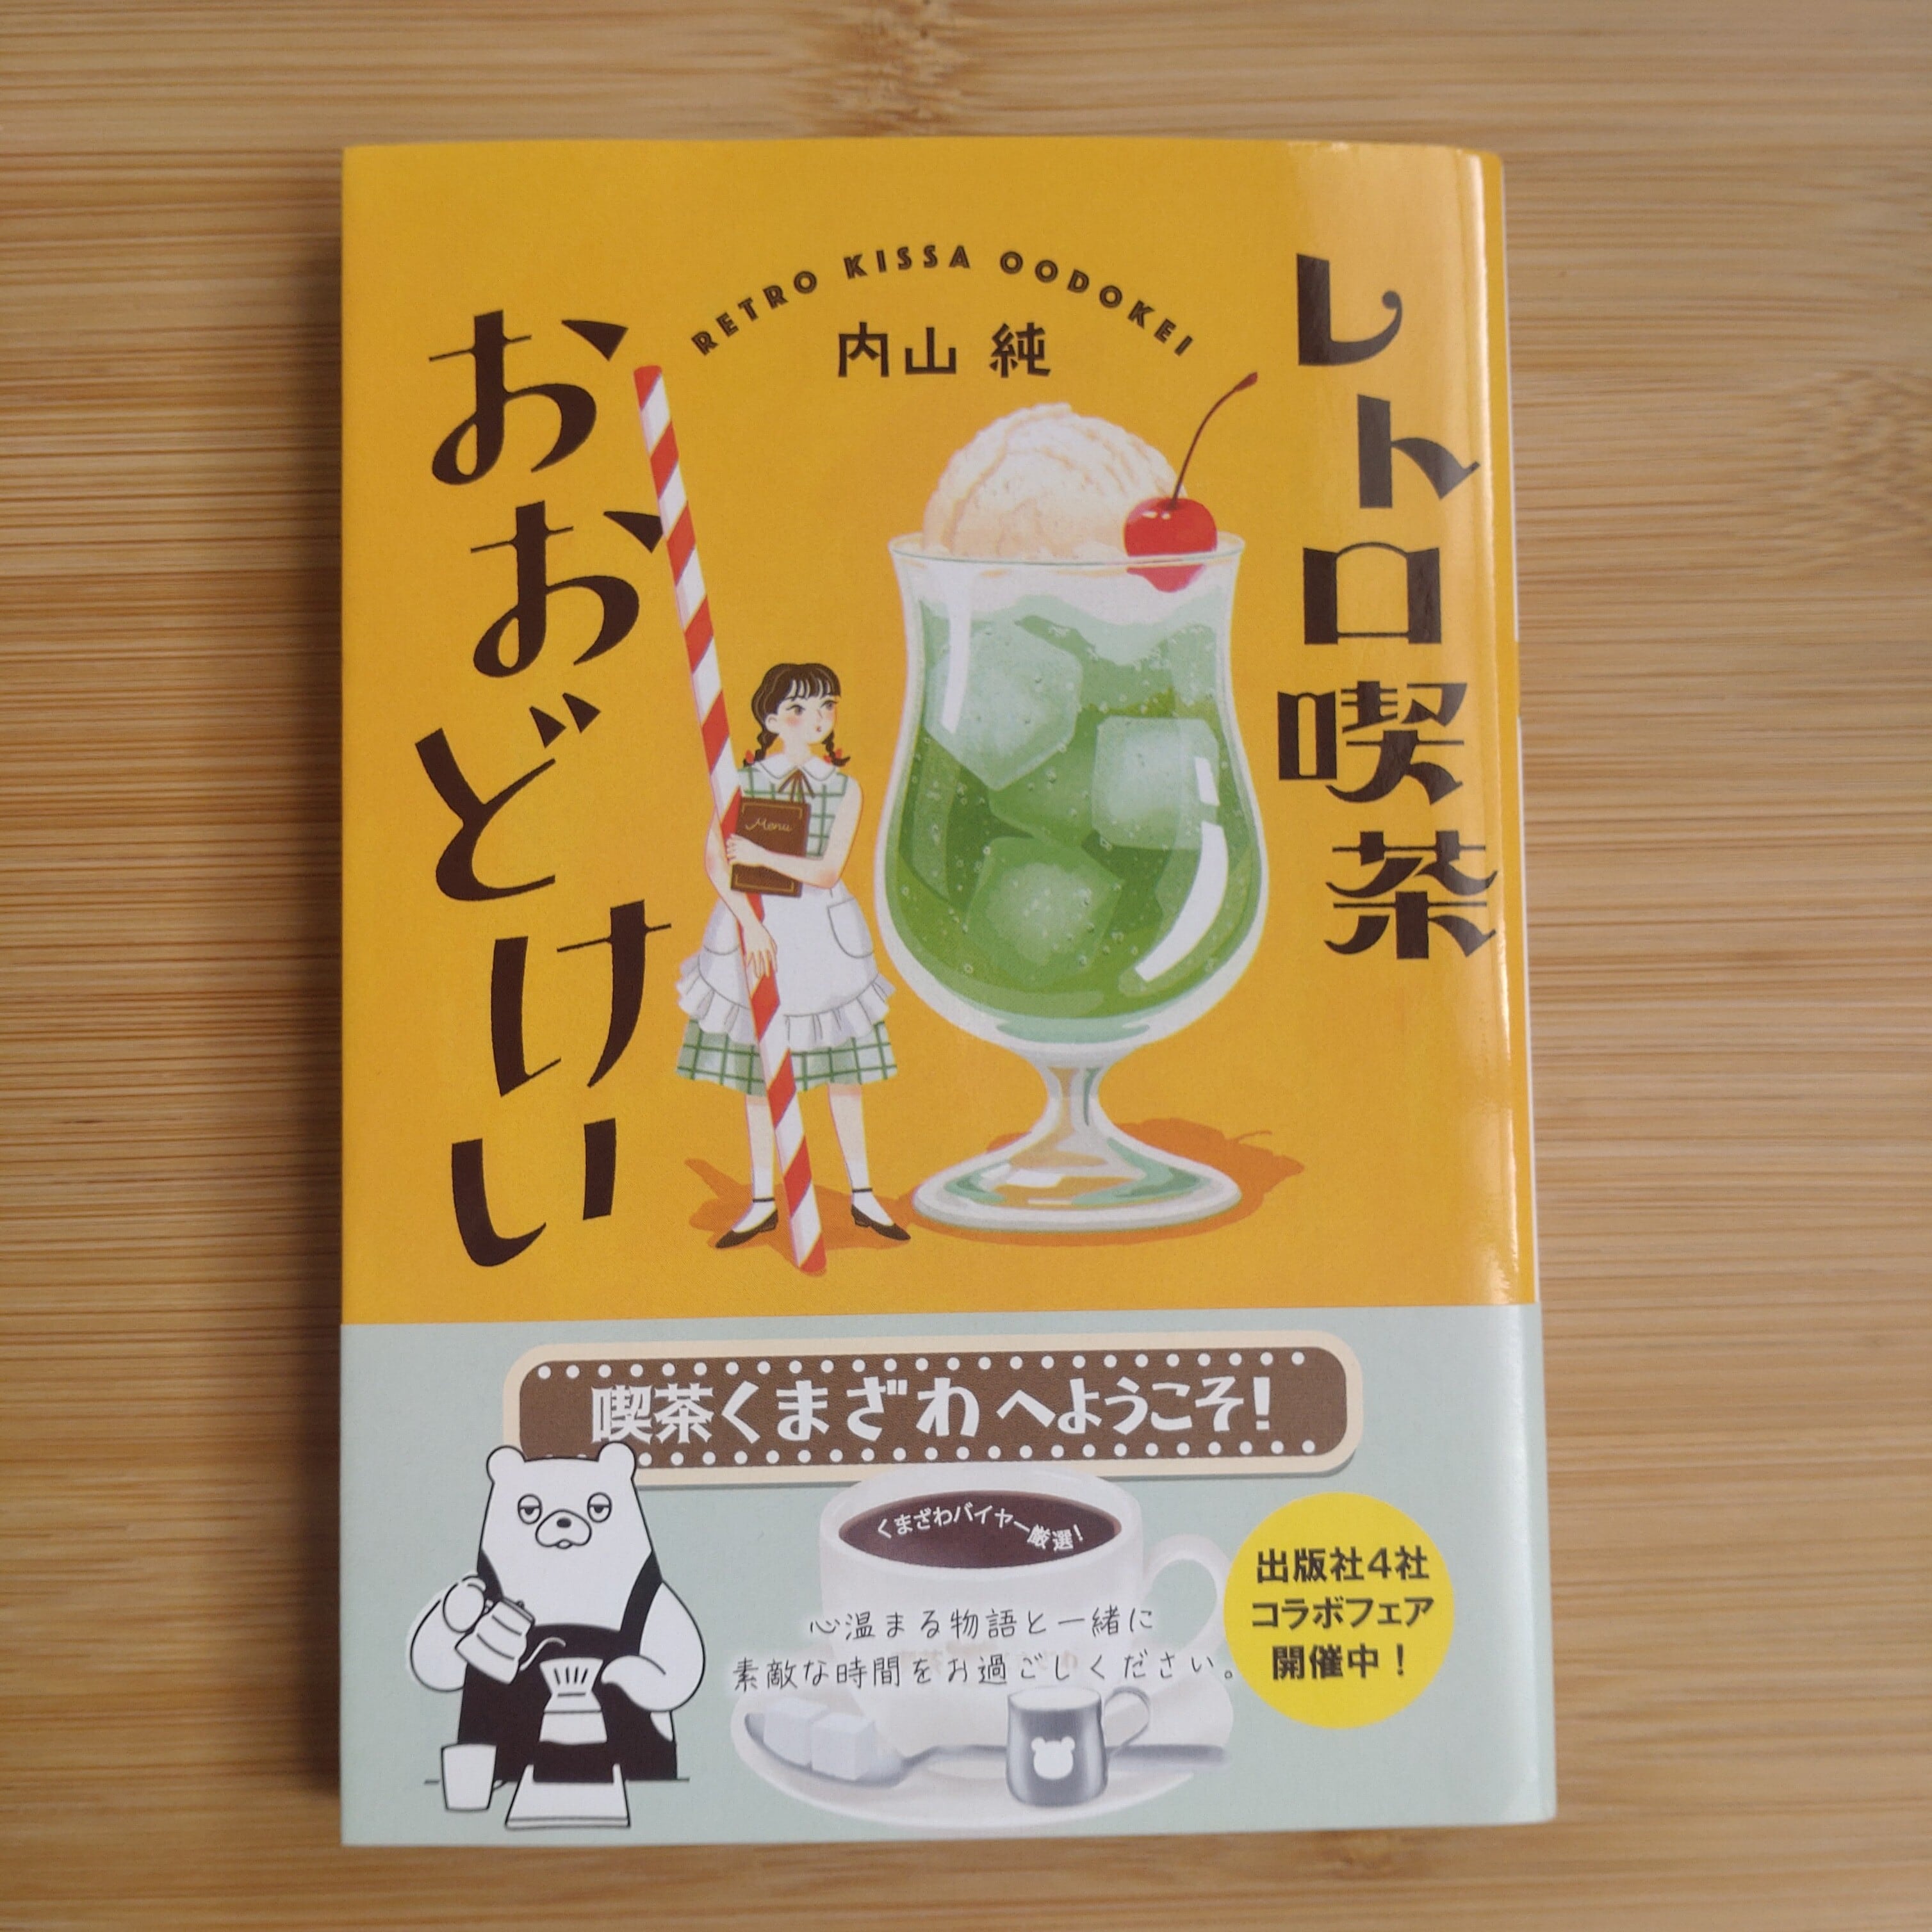 レトロ喫茶
おおどけい
RETRO KISSA OODOKEI
内山 純
Menu
喫茶くまざわへようこそ!
くまざわバイヤー厳選!
心温まる物語と一緒に
素敵な時間をお過ごしください。
出版社4社
コラボフェア
開催中!